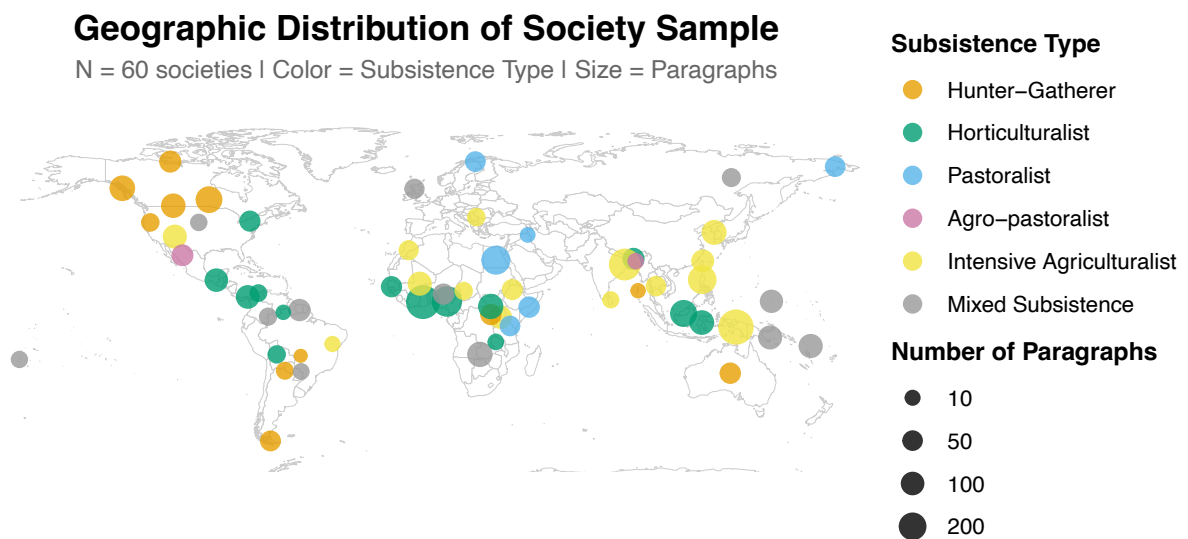 Geographic Distribution of Society Sample
N = 60 societies | Color = Subsistence Type | Size = Paragraphs
Subsistence Type
Hunter−Gatherer
Horticulturalist
Pastoralist
Agro−pastoralist
Intensive Agriculturalist
Mixed Subsistence
Number of Paragraphs
10
50
100
200